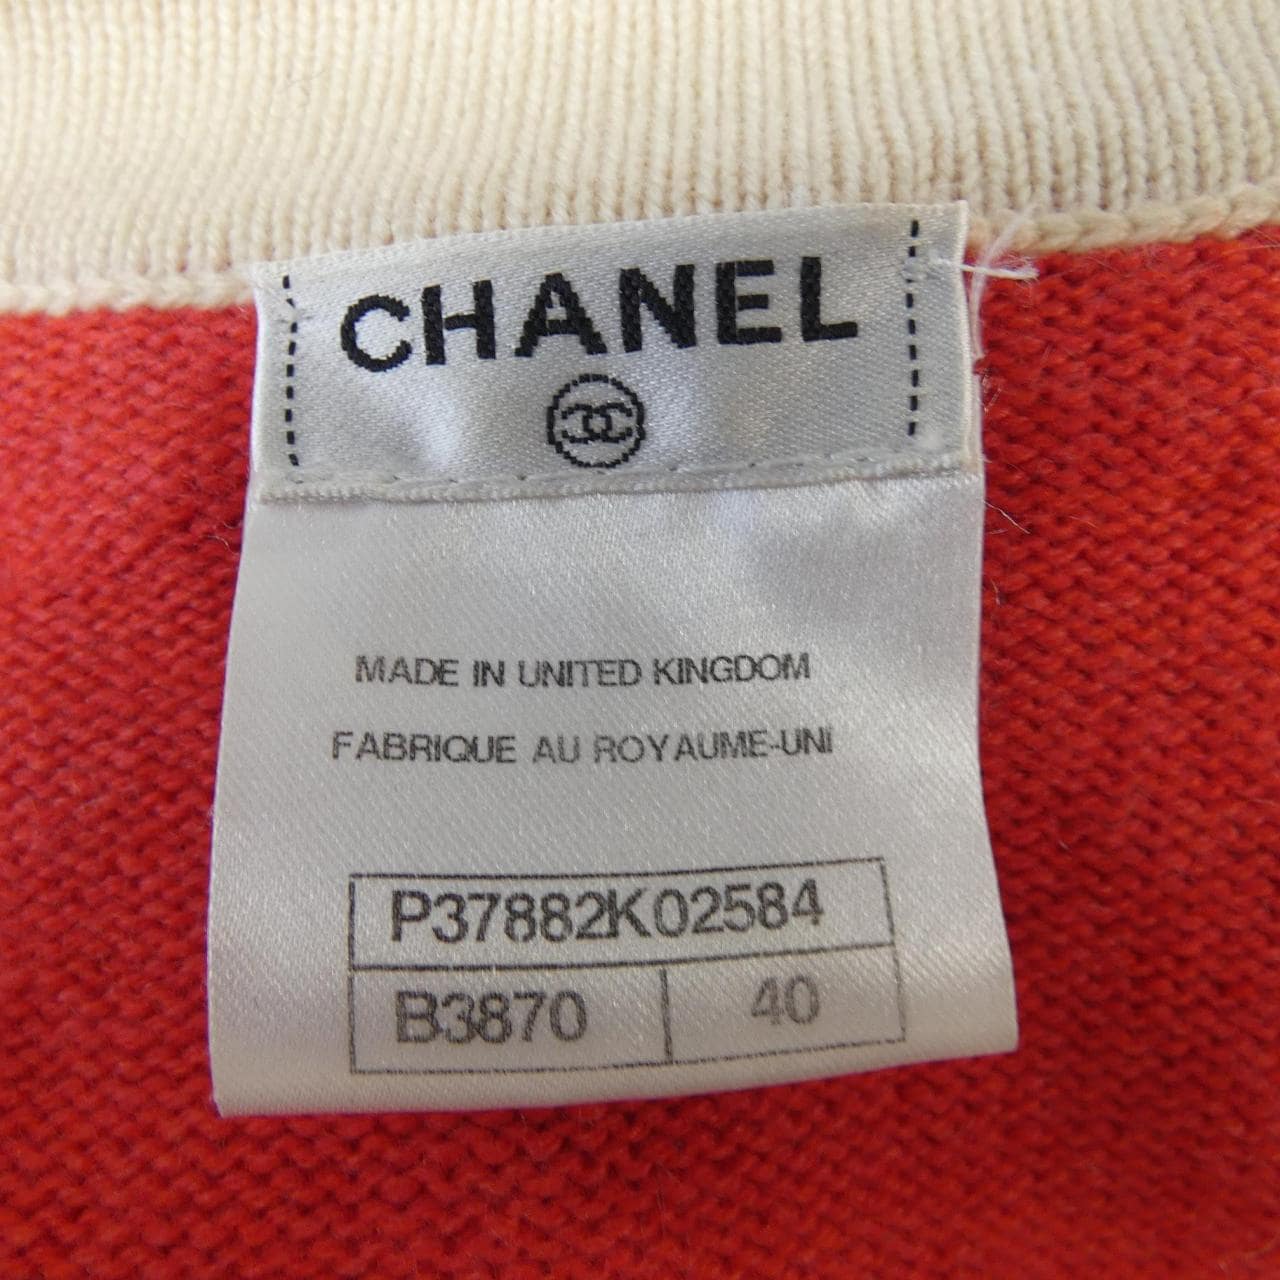 CHANEL
MADE IN UNITED KINGDOM
FABRIQUE AU ROYAUME-UNI
P37882K02584
B3870 40